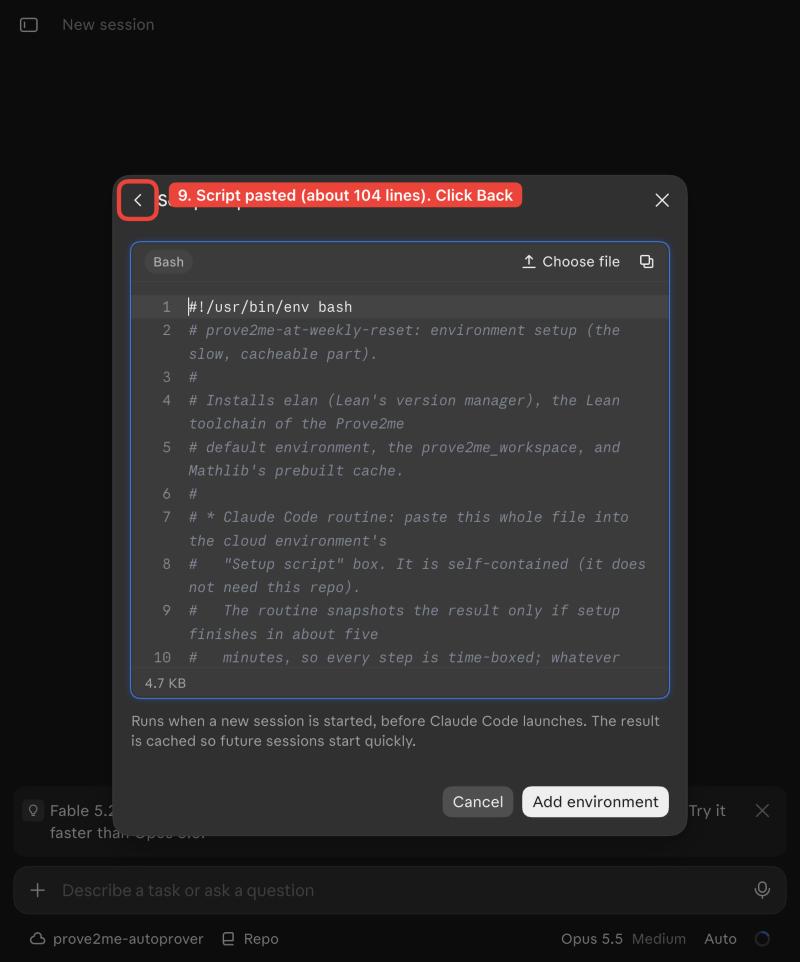 New session
9. Script pasted (about 104 lines). Click Back
Bash
Choose file
1 #!/usr/bin/env bash
2 # prove2me-at-weekly-reset: environment setup (the
slow, cacheable part).
3 #
4 # Installs elan (Lean's version manager), the Lean
toolchain of the Prove2me
5 # default environment, the prove2me_workspace, and
Mathlib's prebuilt cache.
6 #
7 # * Claude Code routine: paste this whole file into
the cloud environment's
8 #   "Setup script" box. It is self-contained (it does
not need this repo).
9 #   The routine snapshots the result only if setup
finishes in about five
10 #   minutes, so every step is time-boxed; whatever
4.7 KB
Runs when a new session is started, before Claude Code launches. The result
is cached so future sessions start quickly.
Cancel
Add environment
Fable 5.2
Try it
faster than
Describe a task or ask a question
prove2me-autoprover
Repo
Opus 5.5 Medium
Auto